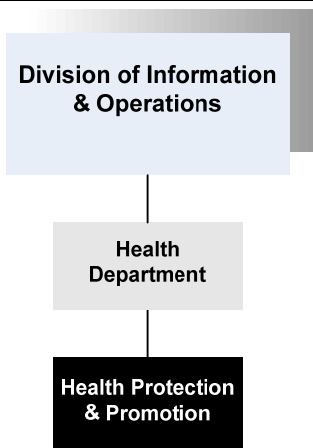 Division of Information
& Operations
Health
Department
Health Protection
& Promotion